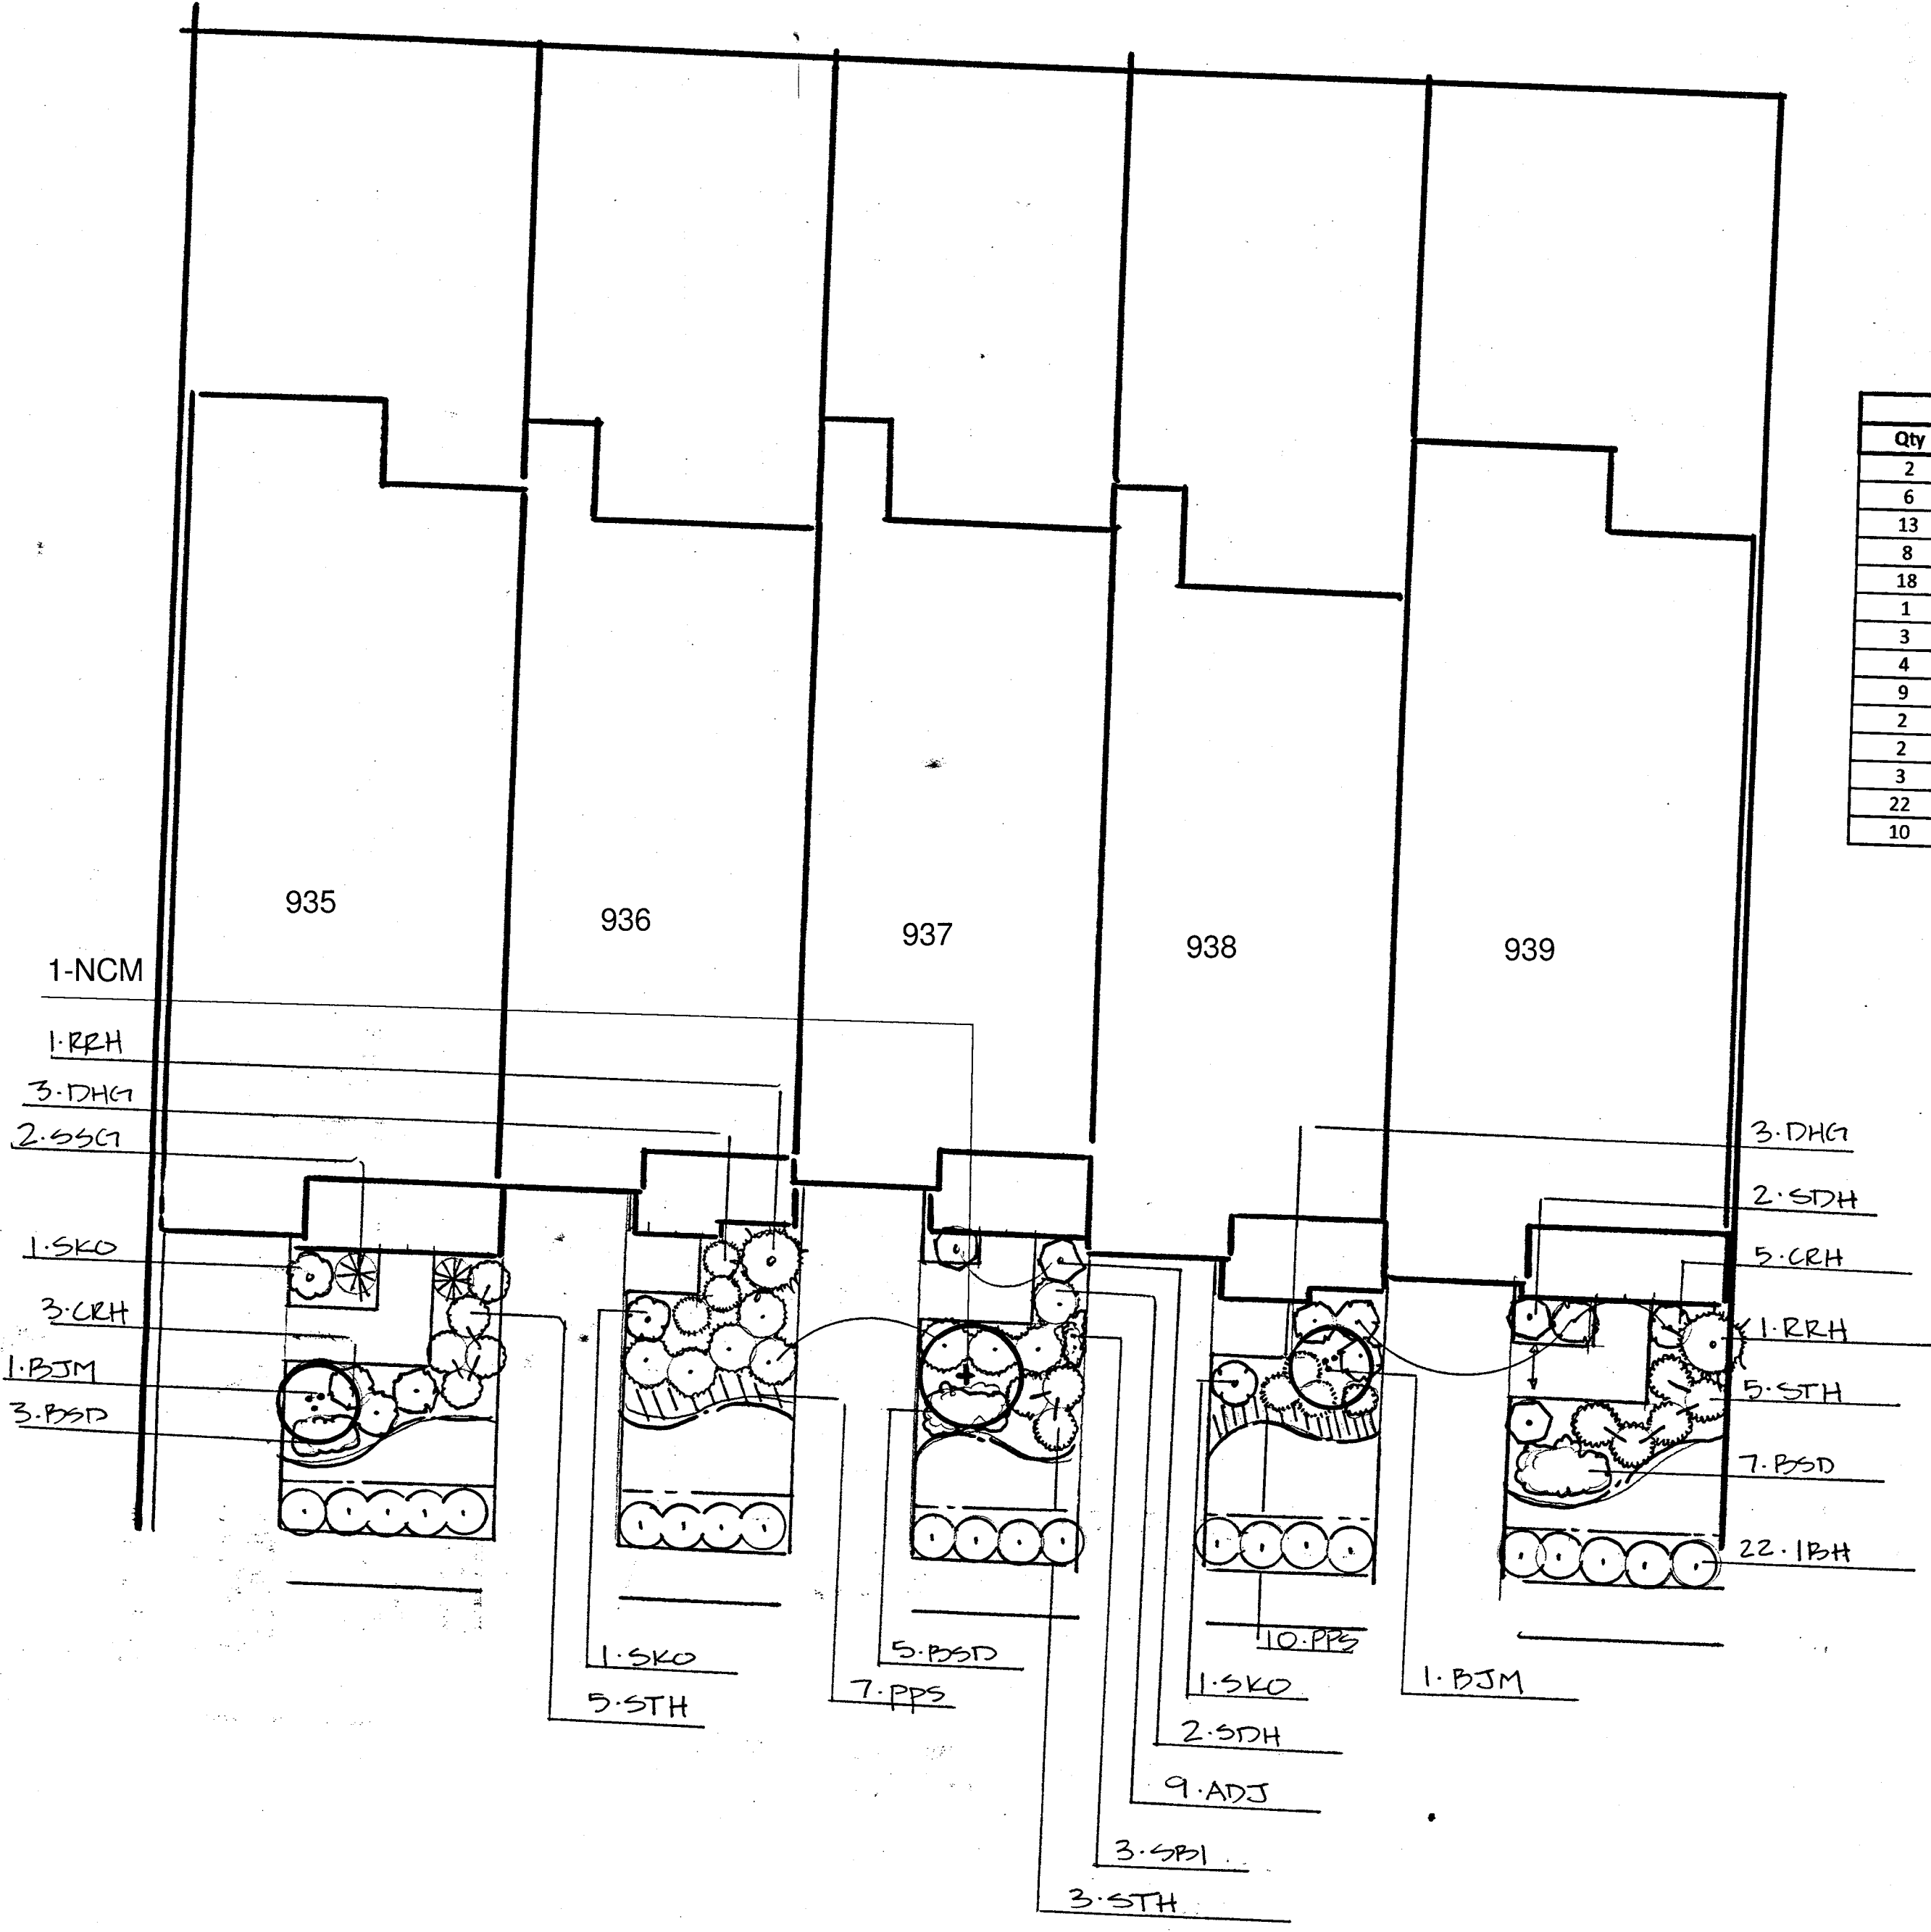 Qty
2
6
13
8
18
1
3
4
9
2
2
3
22
10
935
936
937
938
939
1-NCM
1·RRH
3·DHG
2·SSG
1·SKO
3·CRH
1·BJM
3·BSD
3·DHG
2·SDH
5·CRH
1·RRH
5·STH
7·BSD
22·IBH
1·SKO
5·STH
5·BSD
7·PPS
10·PPS
1·SKO
1·BJM
2·SDH
9·ADJ
3·SBI
3·STH